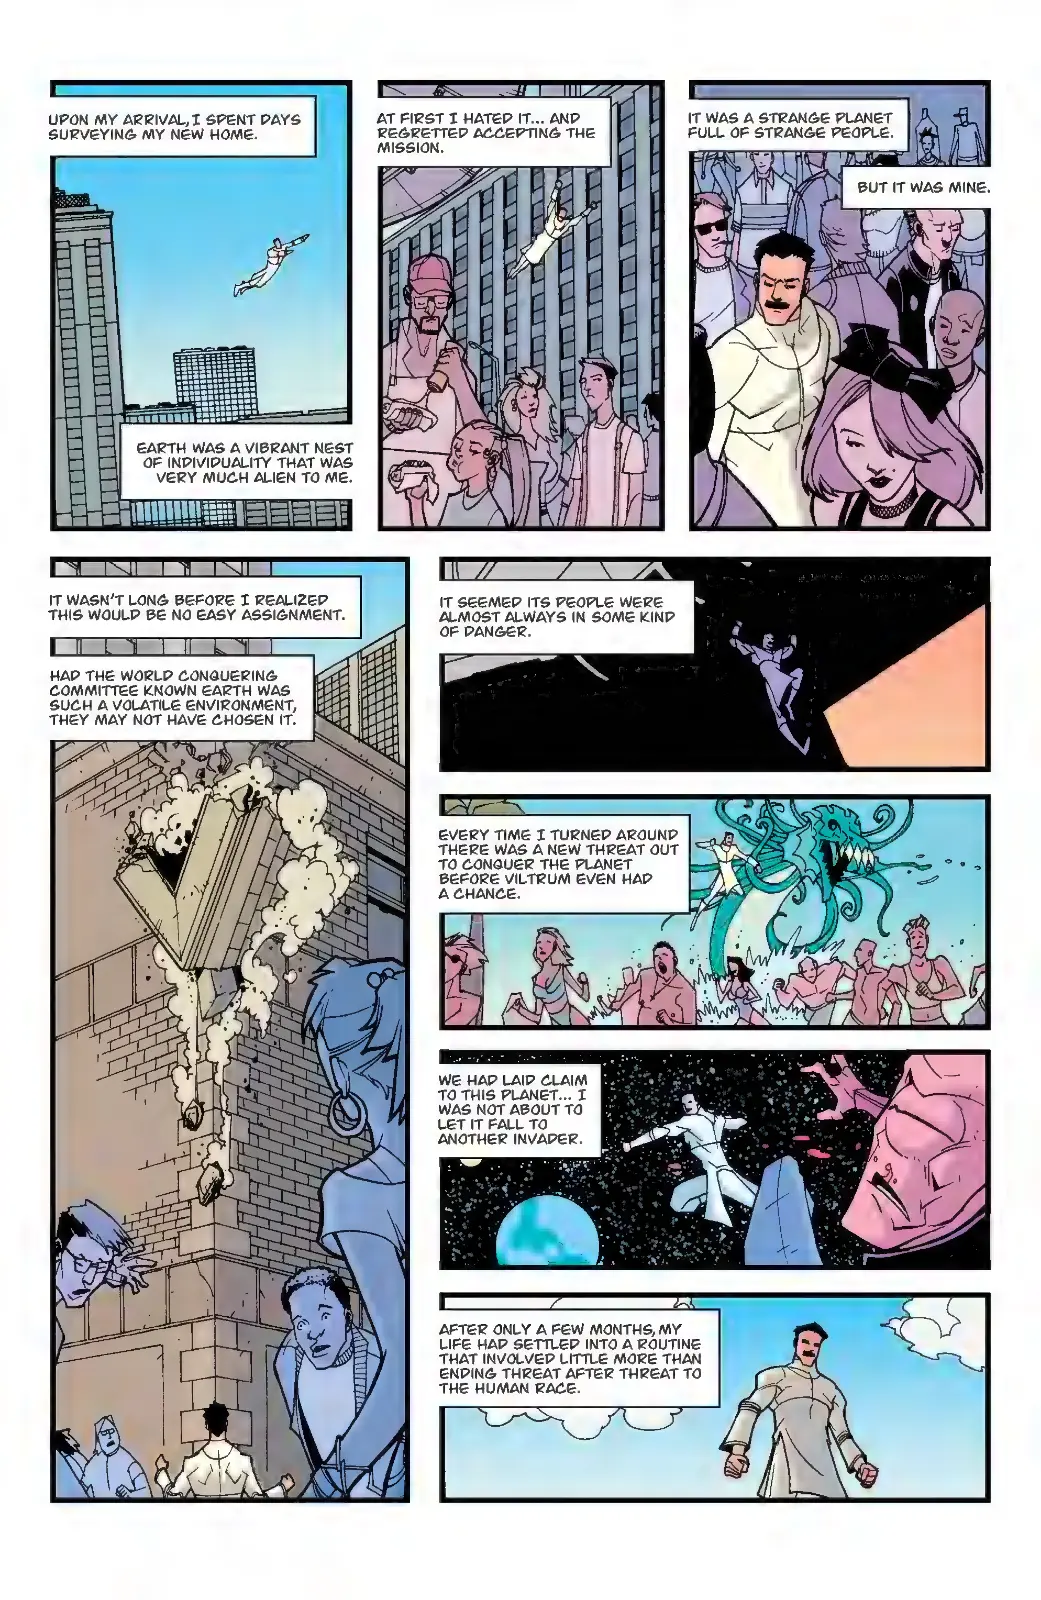 UPON MY ARRIVAL, I SPENT DAYS
SURVEYING MY NEW HOME.
EARTH WAS A VIBRANT NEST
OF INDIVIDUALITY THAT WAS
VERY MUCH ALIEN TO ME.
AT FIRST I HATED IT... AND
REGRETTED ACCEPTING THE
MISSION.
IT WAS A STRANGE PLANET
FULL OF STRANGE PEOPLE.
BUT IT WAS MINE.
IT WASN'T LONG BEFORE I REALIZED
THIS WOULD BE NO EASY ASSIGNMENT.
HAD THE WORLD CONQUERING
COMMITTEE KNOWN EARTH WAS
SUCH A VOLATILE ENVIRONMENT,
THEY MAY NOT HAVE CHOSEN IT.
IT SEEMED ITS PEOPLE WERE
ALMOST ALWAYS IN SOME KIND
OF DANGER.
EVERY TIME I TURNED AROUND
THERE WAS A NEW THREAT OUT
TO CONQUER THE PLANET
BEFORE VILTRUM EVEN HAD
A CHANCE.
WE HAD LAID CLAIM
TO THIS PLANET... I
WAS NOT ABOUT TO
LET IT FALL TO
ANOTHER INVADER.
AFTER ONLY A FEW MONTHS, MY
LIFE HAD SETTLED INTO A ROUTINE
THAT INVOLVED LITTLE MORE THAN
ENDING THREAT AFTER THREAT TO
THE HUMAN RACE.